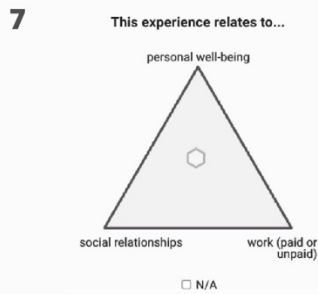 7
This experience relates to...
personal well-being
social relationships
work (paid or
unpaid)
N/A